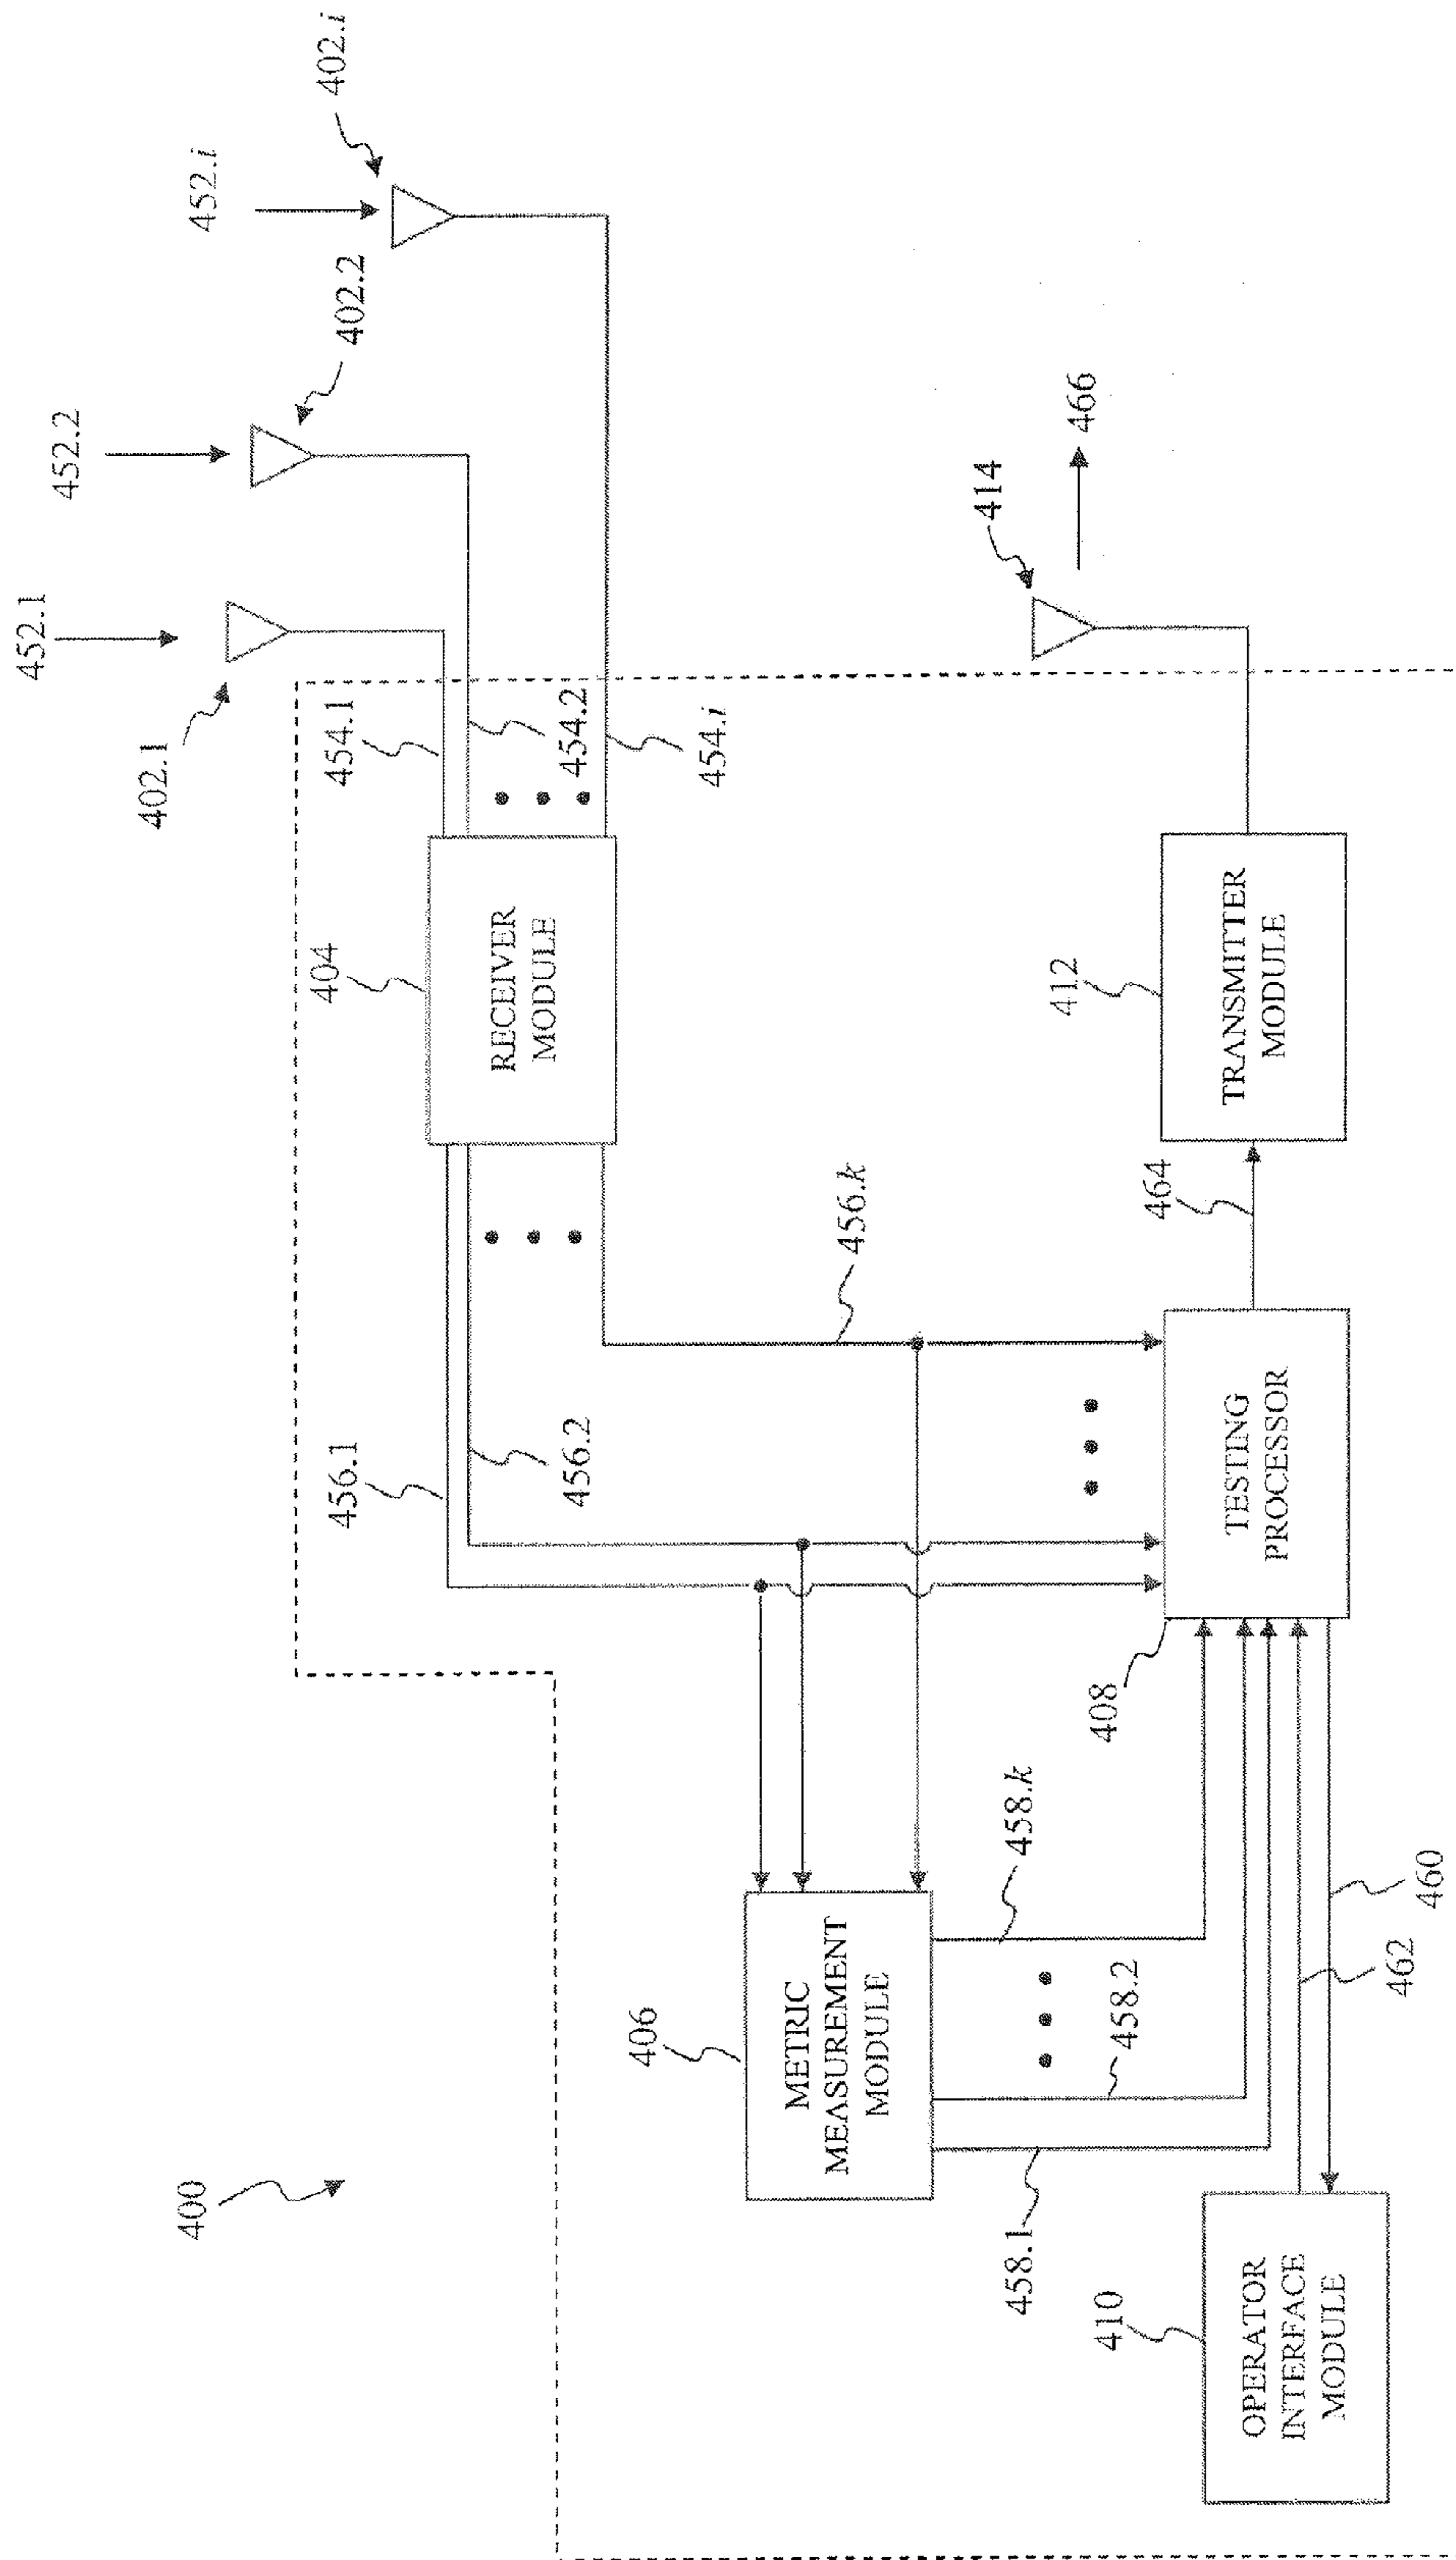 400
452.1
452.2
452.i
402.1
402.2
402.i
454.1
454.2
454.i
404
RECEIVER
MODULE
456.1
456.2
456.k
406
METRIC
MEASUREMENT
MODULE
458.1
458.2
458.k
408
TESTING
PROCESSOR
464
412
TRANSMITTER
MODULE
414
466
410
OPERATOR
INTERFACE
MODULE
462
460